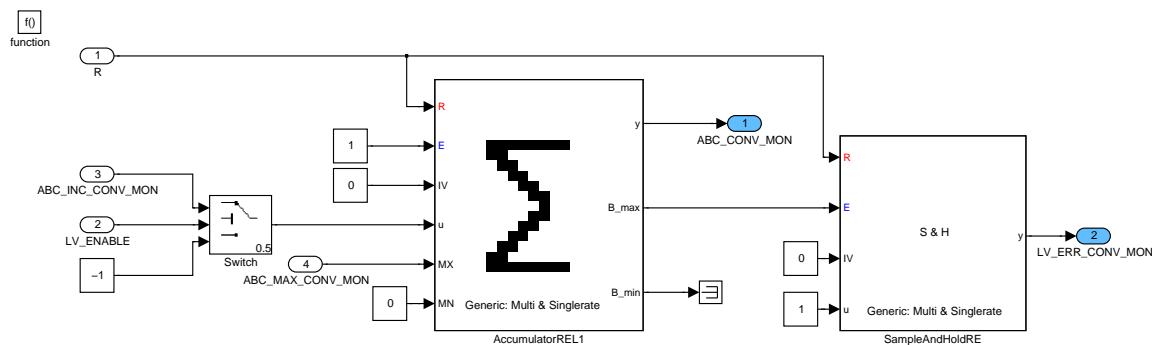 f()
function
1
R
R
y
1
ABC_CONV_MON
1
E
R
3
ABC_INC_CONV_MON
0
IV
B_max
E
S & H
2
LV_ENABLE
u
y
2
LV_ERR_CONV_MON
0.5
Switch
−1
4
ABC_MAX_CONV_MON
MX
0
IV
0
MN
B_min
Generic: Multi & Singlerate
1
u
Generic: Multi & Singlerate
AccumulatorREL1
SampleAndHoldRE